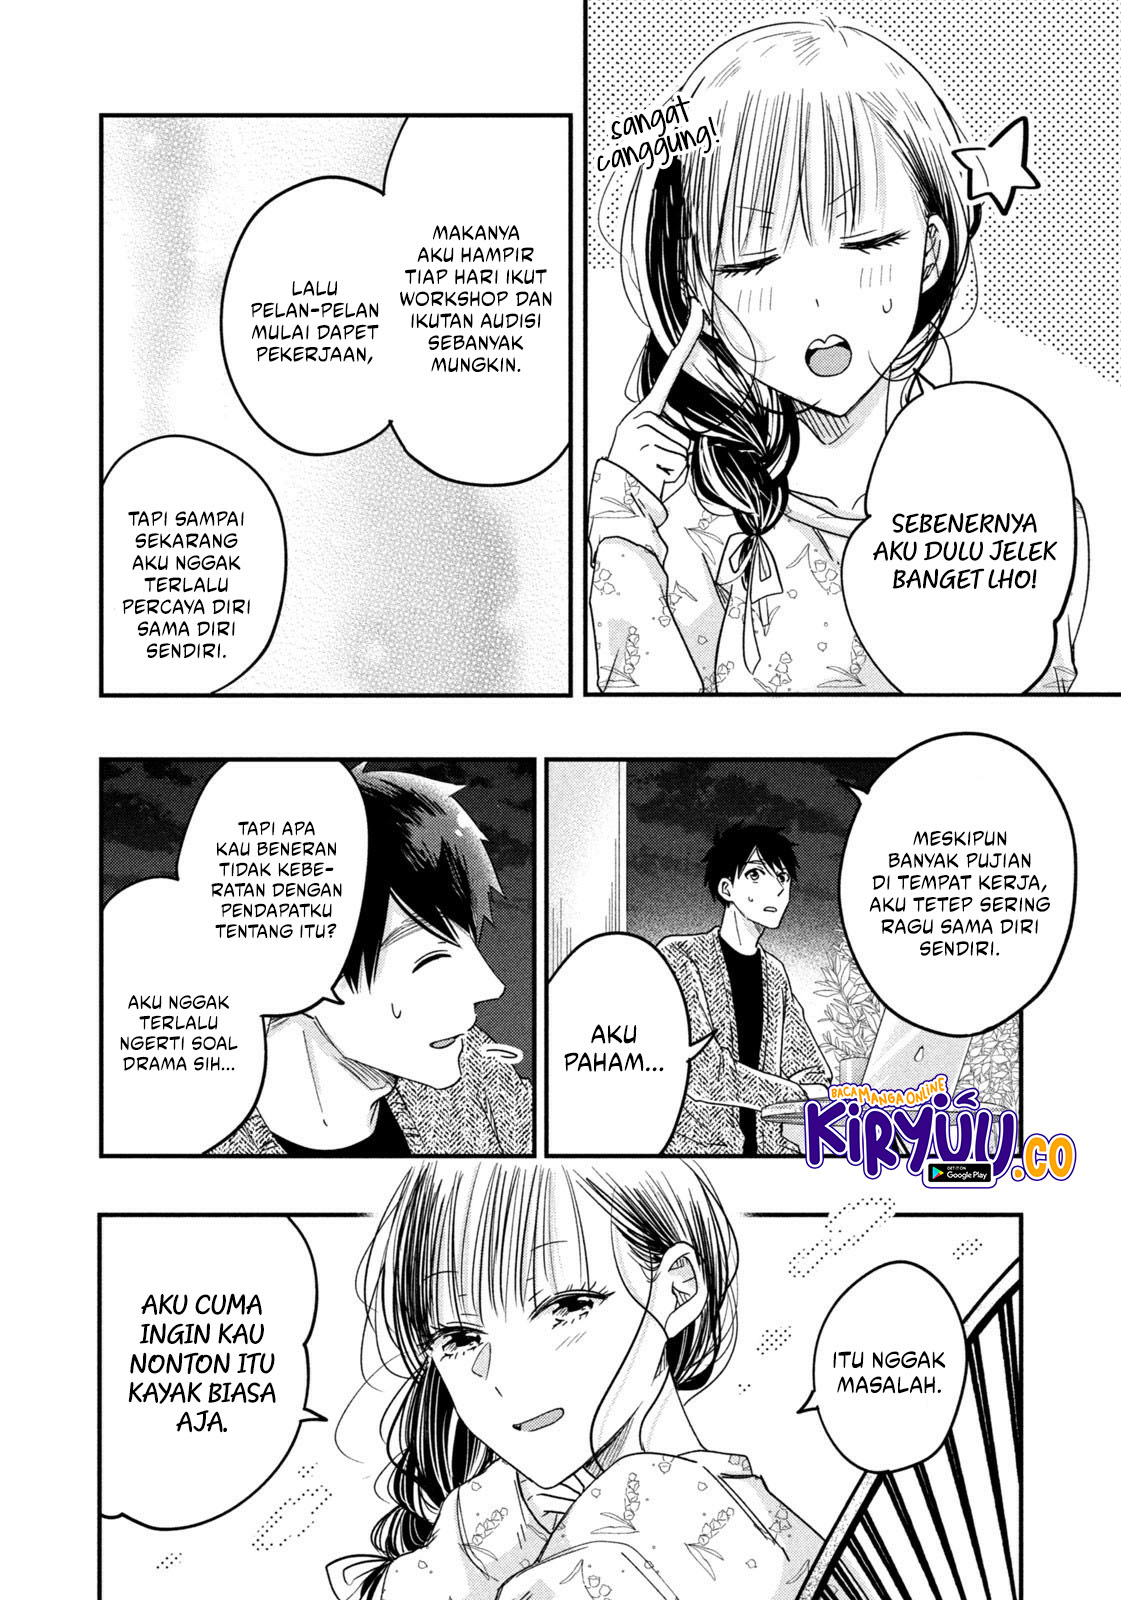 sangat
canggung!
SEBENERNYA
AKU DULU JELEK
BANGET LHO!
MAKANYA
AKU HAMPIR
TIAP HARI IKUT
WORKSHOP DAN
IKUTAN AUDISI
SEBANYAK
MUNGKIN.
LALU
PELAN-PELAN
MULAI DAPET
PEKERJAAN,
TAPI SAMPAI
SEKARANG
AKU NGGAK
TERLALU
PERCAYA DIRI
SAMA DIRI
SENDIRI.
MESKIPUN
BANYAK PUJIAN
DI TEMPAT KERJA,
AKU TETEP SERING
RAGU SAMA DIRI
SENDIRI.
AKU
PAHAM...
TAPI APA
KAU BENERAN
TIDAK KEBE-
RATAN DENGAN
PENDAPATKU
TENTANG ITU?
AKU NGGAK
TERLALU
NGERTI SOAL
DRAMA SIH...
BACA MANGA ONLINE
KIRYUU.CO
GET IT ON
Google Play
ITU NGGAK
MASALAH.
AKU CUMA
INGIN KAU
NONTON ITU
KAYAK BIASA
AJA.